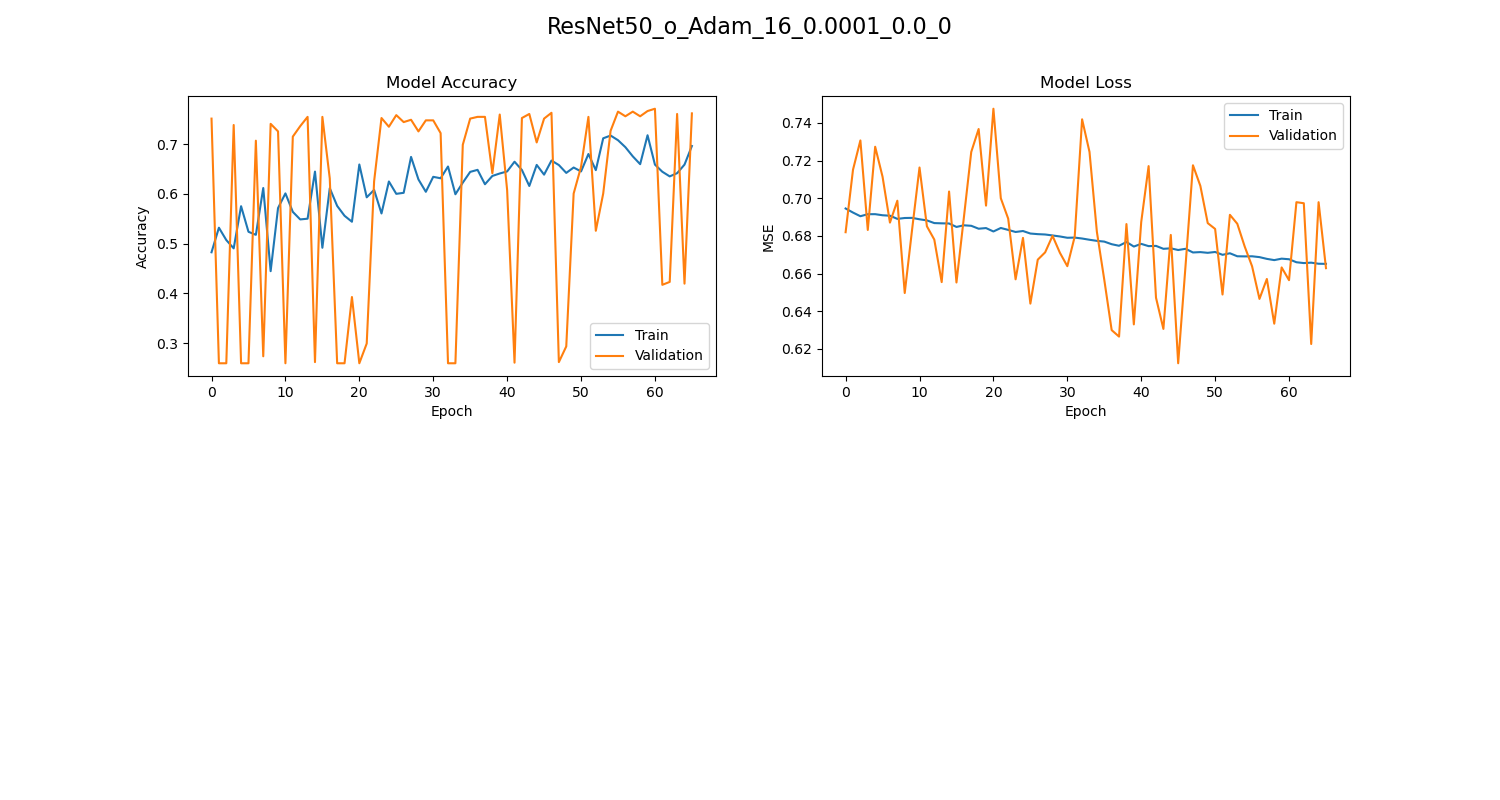 ResNet50_o_Adam_16_0.0001_0.0_0
Model Accuracy
Accuracy
0.7
0.6
0.5
0.4
0.3
Train
Validation
0 10 20 30 40 50 60
Epoch
Model Loss
MSE
0.74
0.72
0.70
0.68
0.66
0.64
0.62
Train
Validation
0 10 20 30 40 50 60
Epoch